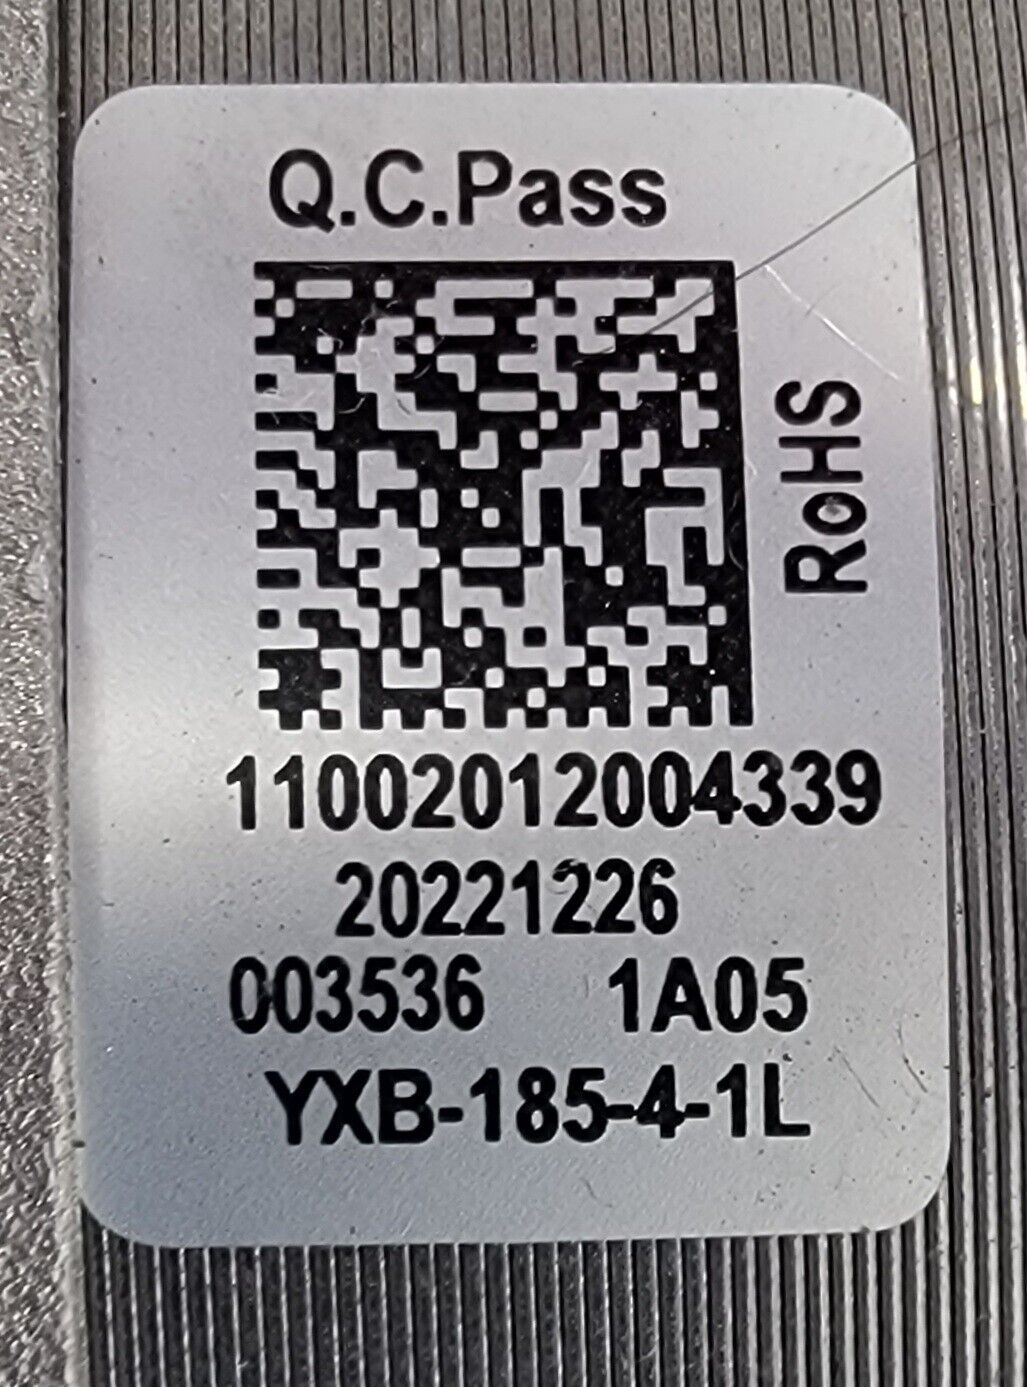 Q.C.Pass
RoHS
11002012004339
20221226
003536 1A05
YXB-185-4-1L